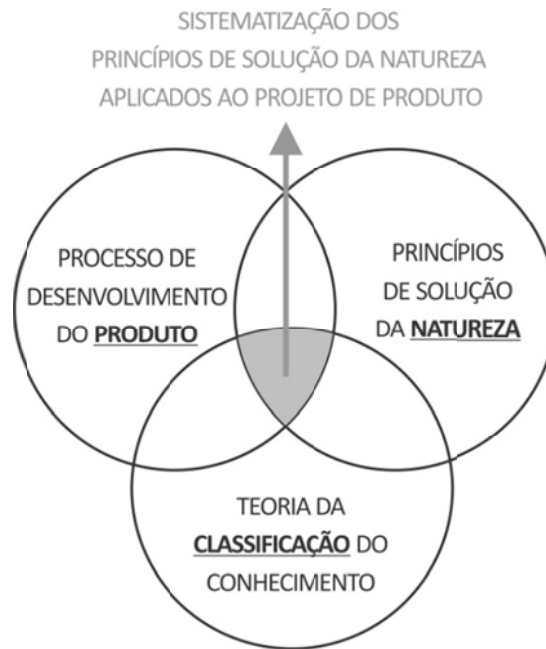 SISTEMATIZAÇÃO DOS
PRINCÍPIOS DE SOLUÇÃO DA NATUREZA
APLICADOS AO PROJETO DE PRODUTO
PROCESSO DE
DESENVOLVIMENTO
DO PRODUTO
PRINCÍPIOS
DE SOLUÇÃO
DA NATUREZA
TEORIA DA
CLASSIFICAÇÃO DO
CONHECIMENTO